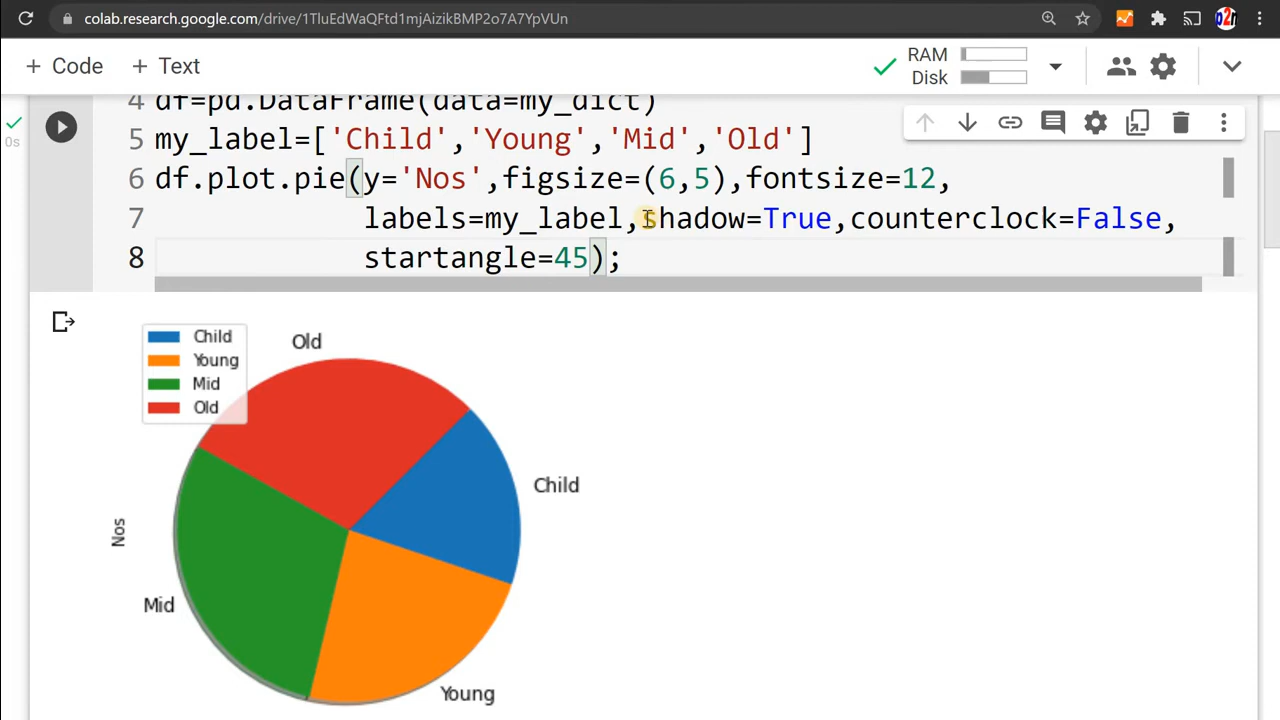 colab.research.google.com/drive/1TluEdWaQFtd1mjAizikBMP2o7A7YpVUn
+ Code + Text
RAM
Disk
4 df=pd.DataFrame(data=my_dict)
0s
5 my_label=['Child','Young','Mid','Old']
6 df.plot.pie(y='Nos',figsize=(6,5),fontsize=12,
7 labels=my_label,shadow=True,counterclock=False,
8 startangle=45);
Child
Young
Mid
Old
Old
Child
Nos
Mid
Young